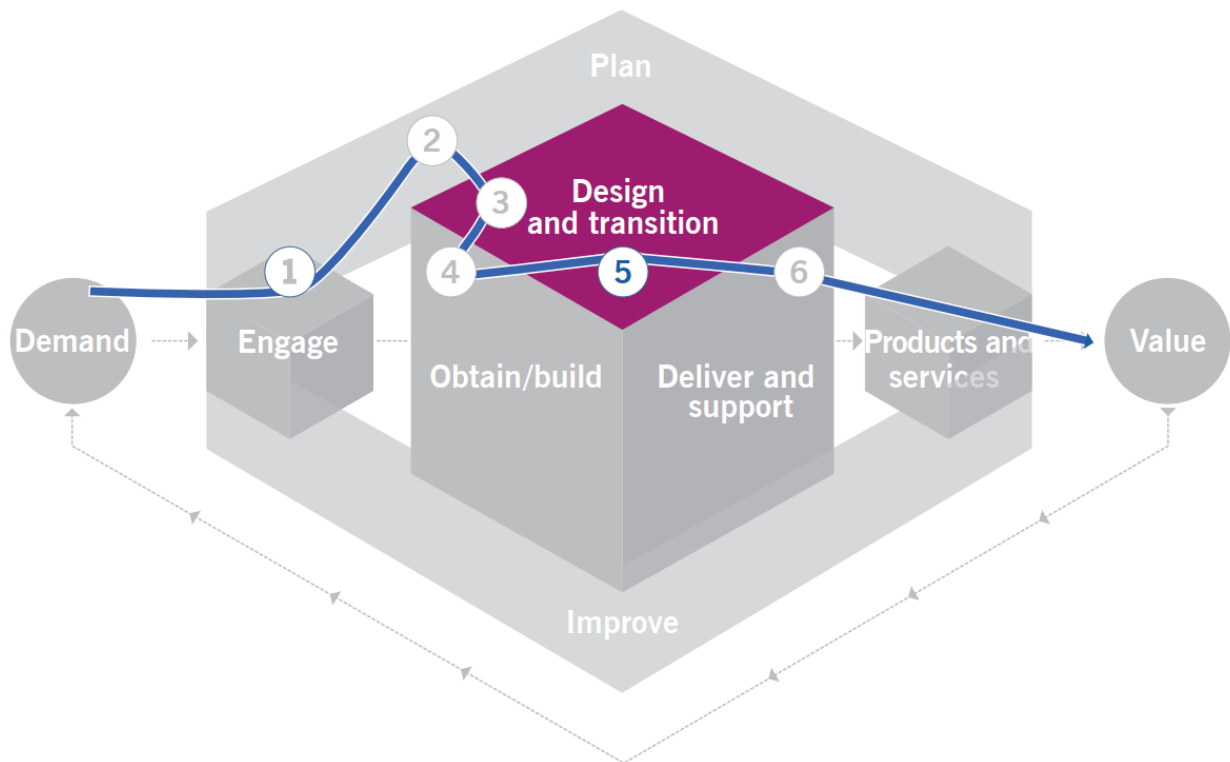 Plan
2
3
Design
and transition
1
4
5
6
Demand
Engage
Obtain/build
Deliver and
support
Products and
services
Value
Improve